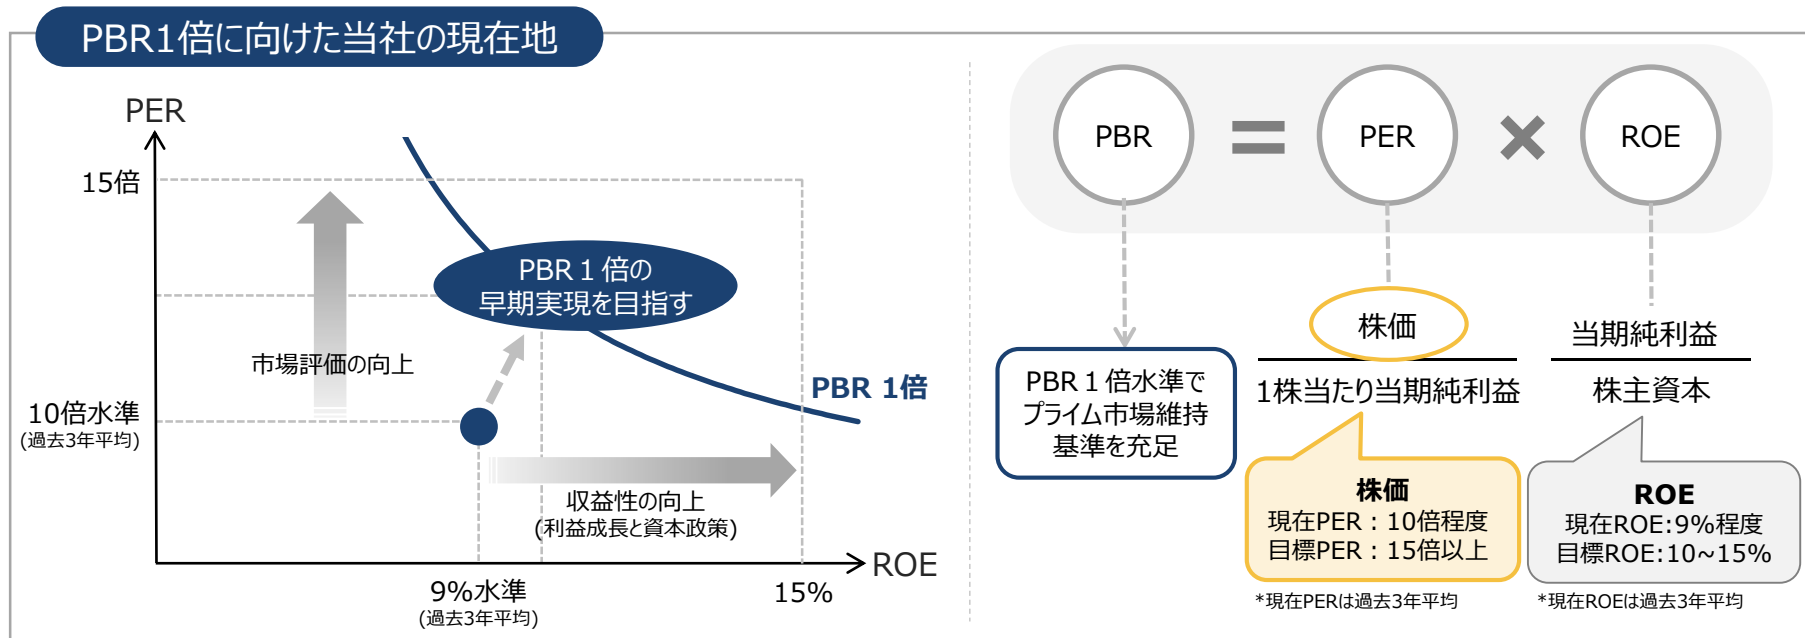 PBR1倍に向けた当社の現在地
PER
15倍
10倍水準
(過去3年平均)
市場評価の向上
PBR 1 倍の
早期実現を目指す
PBR 1倍
収益性の向上
(利益成長と資本政策)
ROE
9%水準
(過去3年平均)
15%
PBR
=
PER
×
ROE
PBR 1 倍水準で
プライム市場維持
基準を充足
株価
1株当たり当期純利益
当期純利益
株主資本
株価
現在PER：10倍程度
目標PER：15倍以上
*現在PERは過去3年平均
ROE
現在ROE:9%程度
目標ROE:10~15%
*現在ROEは過去3年平均